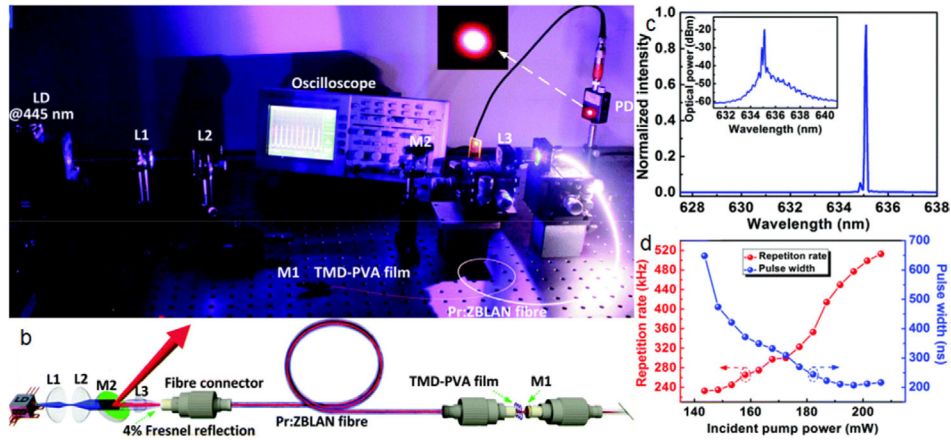 LD
@445 nm
L1
L2
Oscilloscope
M2
L3
PD
M1
TMD-PVA film
Pr:ZBLAN fibre
b
LD
L1
L2
M2
L3
Fibre connector
4% Fresnel reflection
Pr:ZBLAN fibre
TMD-PVA film
M1
c
Normalized intensity
1.0
0.8
0.6
0.4
0.2
0.0
628
630
632
634
636
638
Wavelength (nm)
Optical power (dBm)
-20
-30
-40
-50
-60
632
634
636
638
640
Wavelength (nm)
d
Repetition rate (kHz)
520
480
440
400
360
320
280
240
Repetiton rate
Pulse width
700
600
500
400
300
200
Pulse width (ns)
140
160
180
200
Incident pump power (mW)